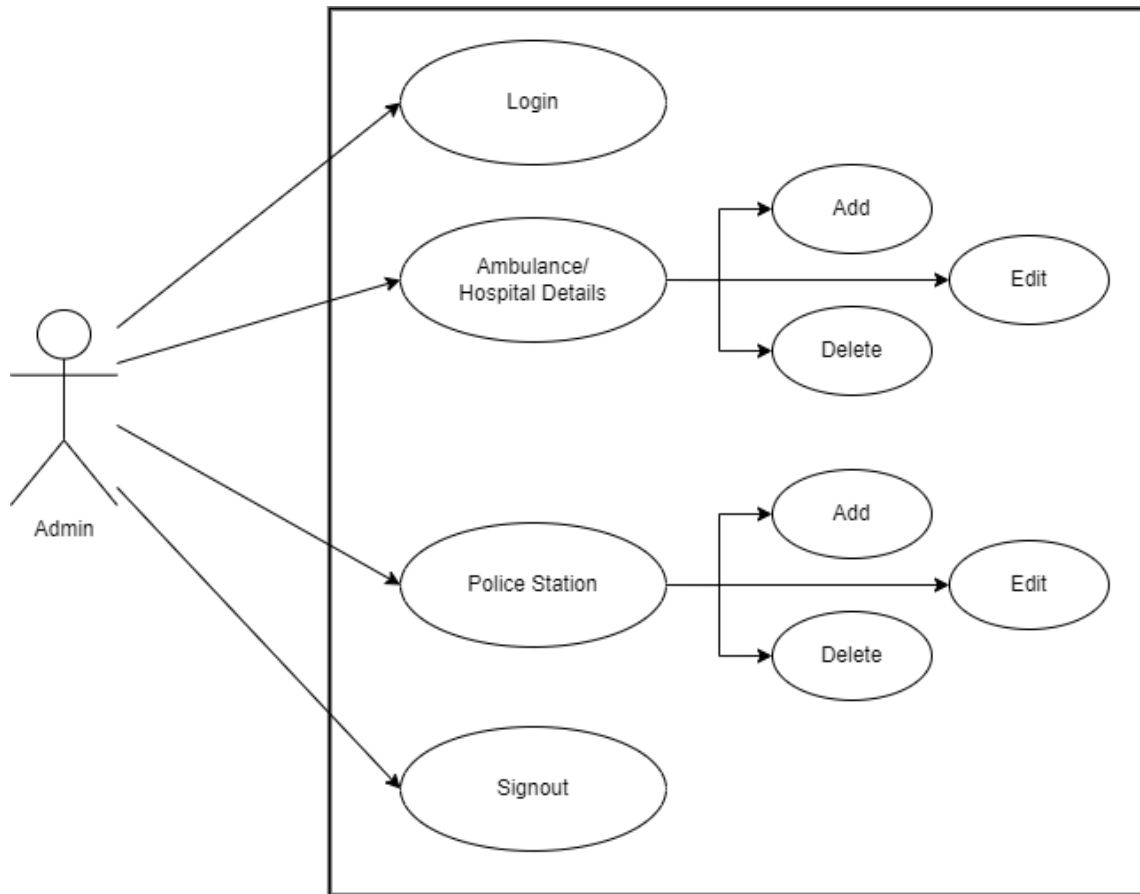 Login
Add
Ambulance/
Hospital Details
Edit
Delete
Admin
Add
Police Station
Edit
Delete
Signout